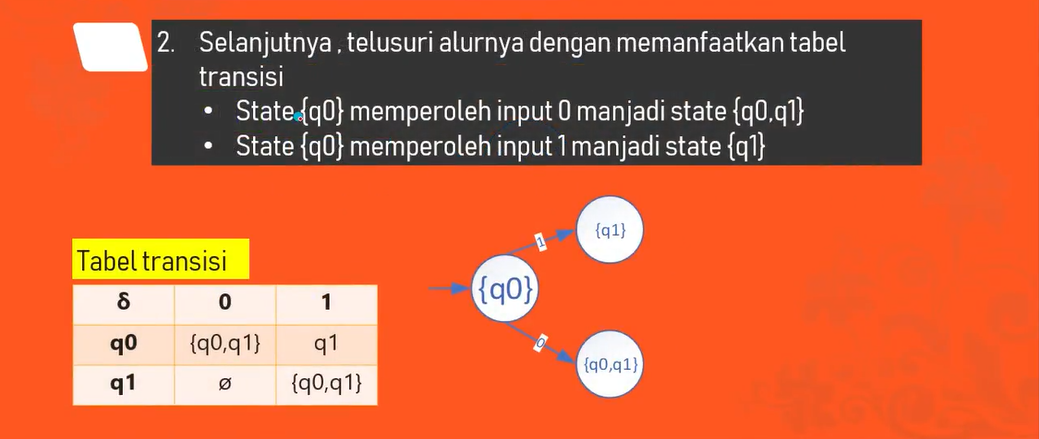 2. Selanjutnya , telusuri alurnya dengan memanfaatkan tabel
transisi
• State {q0} memperoleh input 0 manjadi state {q0,q1}
• State {q0} memperoleh input 1 manjadi state {q1}
Tabel transisi
δ 0 1
q0 {q0,q1} q1
q1 ø {q0,q1}
{q1}
1
{q0}
0
{q0,q1}